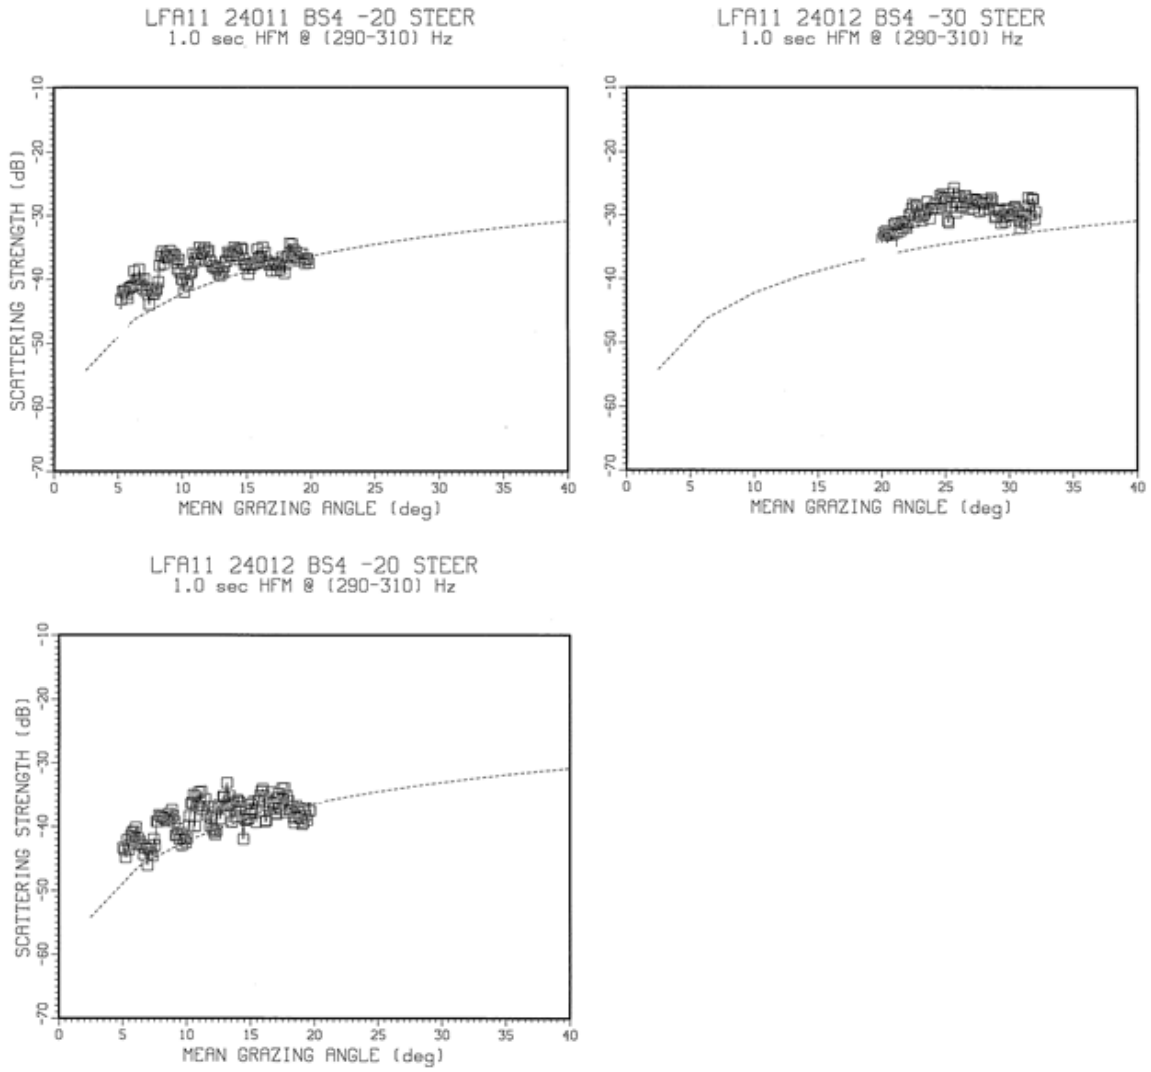 LFA11 24011 BS4 -20 STEER
1.0 sec HFM @ (290-310) Hz
SCATTERING STRENGTH (dB)
-10
-20
-30
-40
-50
-60
-70
0 5 10 15 20 25 30 35 40
MEAN GRAZING ANGLE (deg)
LFA11 24012 BS4 -30 STEER
1.0 sec HFM @ (290-310) Hz
-10
-20
-30
-40
-50
-60
-70
0 5 10 15 20 25 30 35 40
MEAN GRAZING ANGLE (deg)
LFA11 24012 BS4 -20 STEER
1.0 sec HFM @ (290-310) Hz
SCATTERING STRENGTH (dB)
-10
-20
-30
-40
-50
-60
-70
0 5 10 15 20 25 30 35 40
MEAN GRAZING ANGLE (deg)